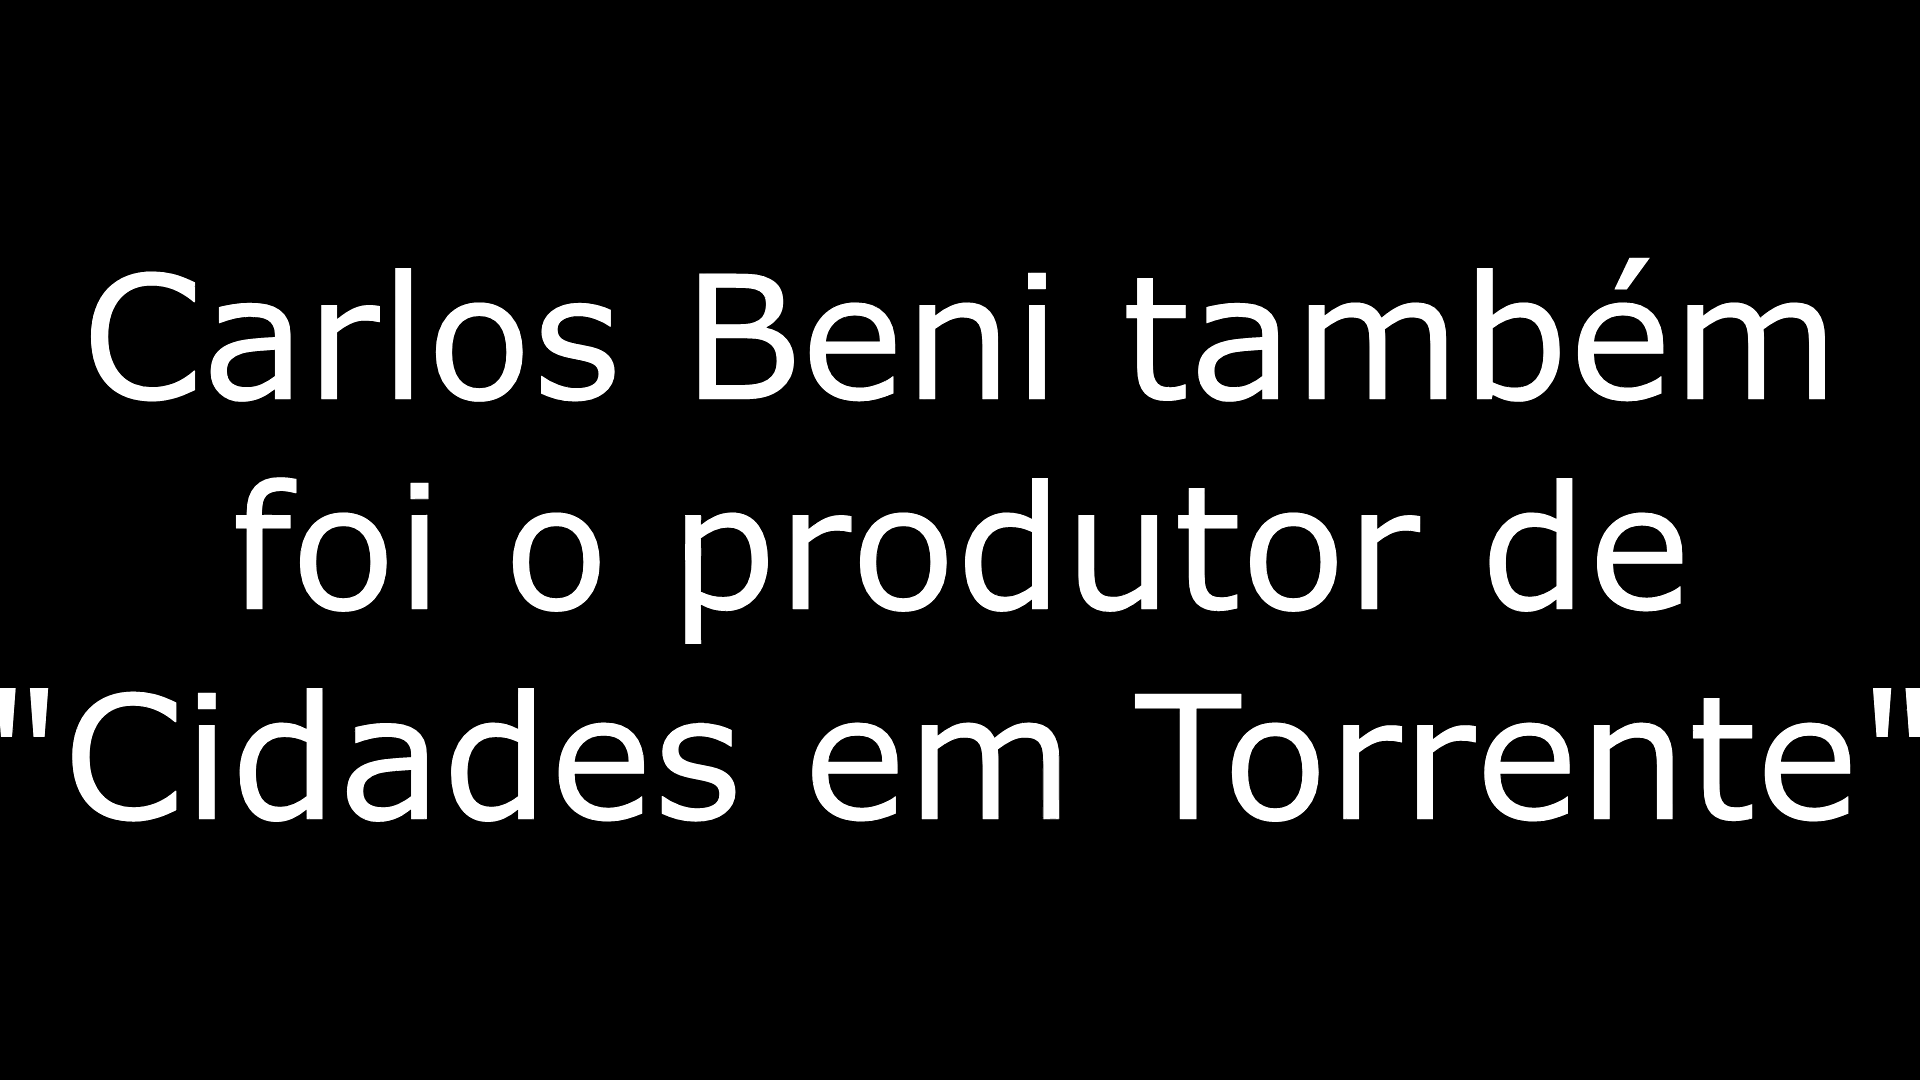 Carlos Beni também
foi o produtor de
"Cidades em Torrente"